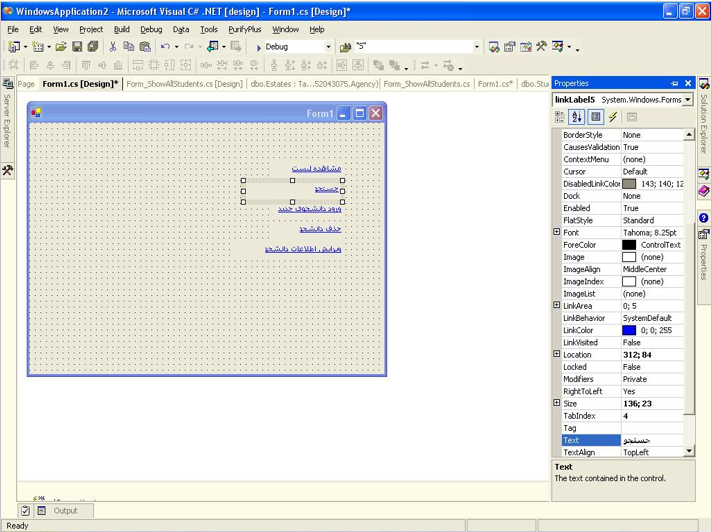 WindowsApplication2 - Microsoft Visual C# .NET [design] - Form1.cs [Design]*
File Edit View Project Build Debug Data Tools PurifyPlus Window Help
Debug "S"
Page Form1.cs [Design]* Form_ShowAllStudents.cs [Design] dbo.Estates : Ta...52043075.Agency) Form_ShowAllStudents.cs Form1.cs* dbo.Stu
Server Explorer
Form1
مشاهده لیست
جستجو
ورود دانشجوی جدید
حذف دانشجو
ویرایش اطلاعات دانشجو
Properties
linkLabel5 System.Windows.Forms
BorderStyle None
CausesValidation True
ContextMenu (none)
Cursor Default
DisabledLinkColor 143; 140; 12
Dock None
Enabled True
FlatStyle Standard
Font Tahoma; 8.25pt
ForeColor ControlText
Image (none)
ImageAlign MiddleCenter
ImageIndex (none)
ImageList (none)
LinkArea 0; 5
LinkBehavior SystemDefault
LinkColor 0; 0; 255
LinkVisited False
Location 312; 84
Locked False
Modifiers Private
RightToLeft Yes
Size 136; 23
TabIndex 4
Tag
Text جستجو
TextAlign TopLeft
Text
The text contained in the control.
Solution Explorer
Properties
Output
Ready